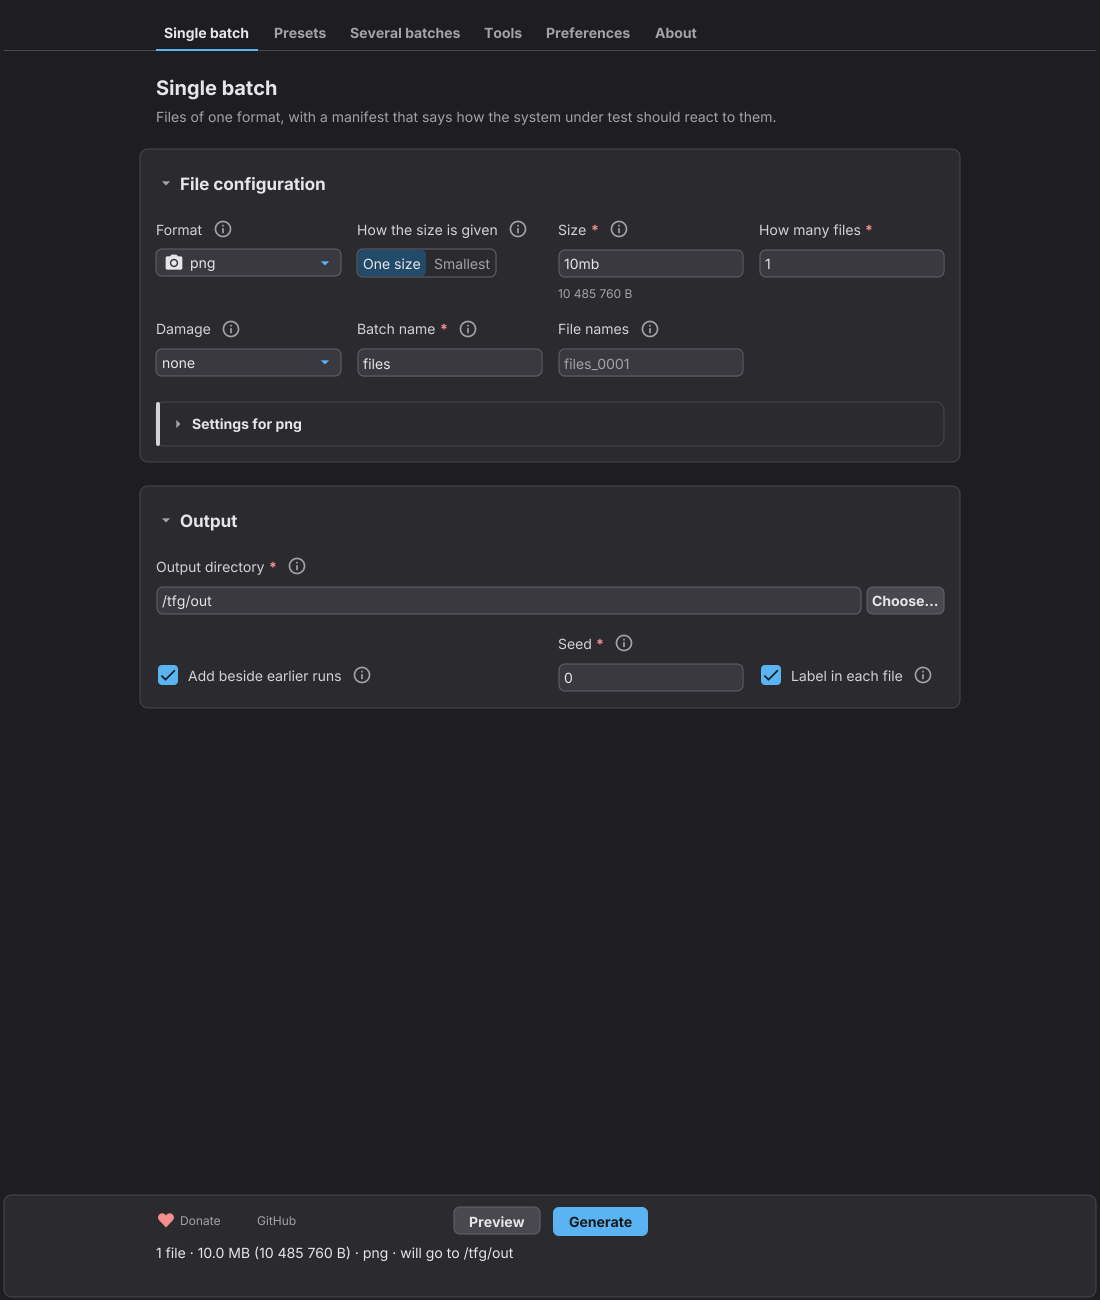 Single batch Presets Several batches Tools Preferences About
Single batch
Files of one format, with a manifest that says how the system under test should react to them.
File configuration
Format How the size is given Size * How many files *
png One size Smallest 10mb 1
10 485 760 B
Damage Batch name * File names
none files files_0001
Settings for png
Output
Output directory *
/tfg/out Choose...
Seed *
Add beside earlier runs 0 Label in each file
Donate GitHub Preview Generate
1 file · 10.0 MB (10 485 760 B) · png · will go to /tfg/out